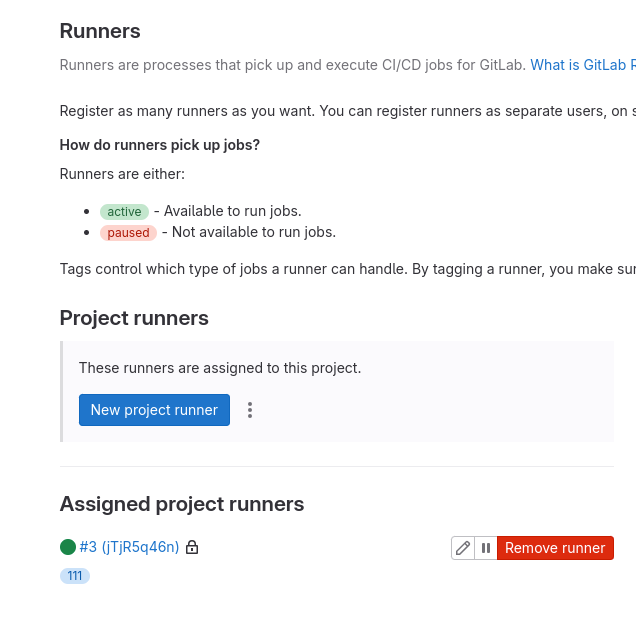 Runners
Runners are processes that pick up and execute CI/CD jobs for GitLab. What is GitLab
Register as many runners as you want. You can register runners as separate users, on
How do runners pick up jobs?
Runners are either:
active - Available to run jobs.
paused - Not available to run jobs.
Tags control which type of jobs a runner can handle. By tagging a runner, you make
Project runners
These runners are assigned to this project.
New project runner
Assigned project runners
#3 (jTjR5q46n)
Remove runner
111